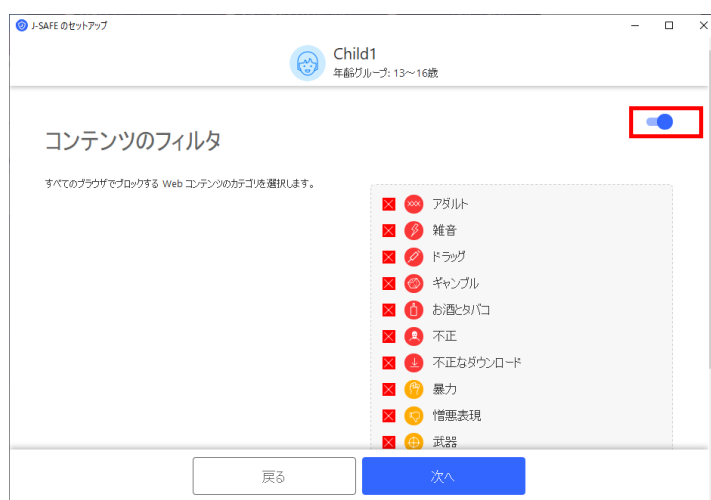 J-SAFE のセットアップ
Child1
年齢グループ: 13～16歳
コンテンツのフィルタ
すべてのブラウザでブロックする Web コンテンツのカテゴリを選択します。
アダルト
雑音
ドラッグ
ギャンブル
お酒とタバコ
不正
不正なダウンロード
暴力
憎悪表現
武器
戻る
次へ